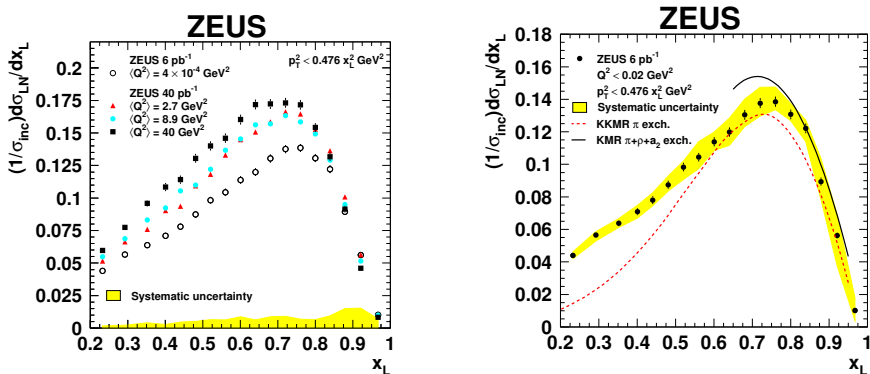 ZEUS
(1/σ_inc)dσ_LN/dx_L
0.2
0.175
0.15
0.125
0.1
0.075
0.05
0.025
0
ZEUS 6 pb⁻¹
p²_T < 0.476 x²_L GeV²
⟨Q²⟩ = 4 × 10⁻⁴ GeV²
ZEUS 40 pb⁻¹
⟨Q²⟩ = 2.7 GeV²
⟨Q²⟩ = 8.9 GeV²
⟨Q²⟩ = 40 GeV²
Systematic uncertainty
0.2 0.3 0.4 0.5 0.6 0.7 0.8 0.9 1
x_L
ZEUS
(1/σ_inc)dσ_LN/dx_L
0.18
0.16
0.14
0.12
0.1
0.08
0.06
0.04
0.02
0
ZEUS 6 pb⁻¹
Q² < 0.02 GeV²
p²_T < 0.476 x²_L GeV²
Systematic uncertainty
KKMR π exch.
KMR π+ρ+a₂ exch.
0.2 0.3 0.4 0.5 0.6 0.7 0.8 0.9 1
x_L